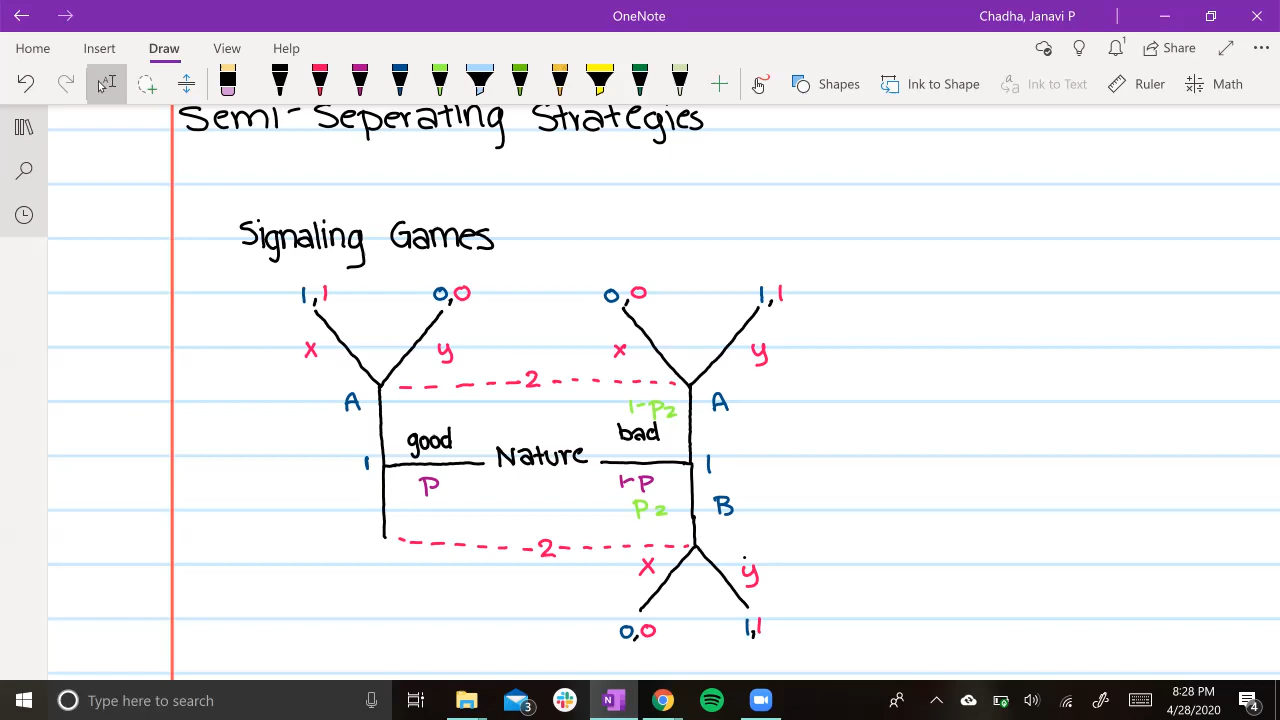 OneNote
Chadha, Janavi P
Home Insert Draw View Help
Share
Shapes Ink to Shape Ink to Text Ruler Math
Semi-Seperating Strategies
Signaling Games
1,1 0,0 0,0 1,1
x y x y
2
A 1-p2 A
good Nature bad
1 1
p 1-p
p2 B
2
x y
0,0 1,1
Type here to search
3
8:28 PM
4/28/2020
4